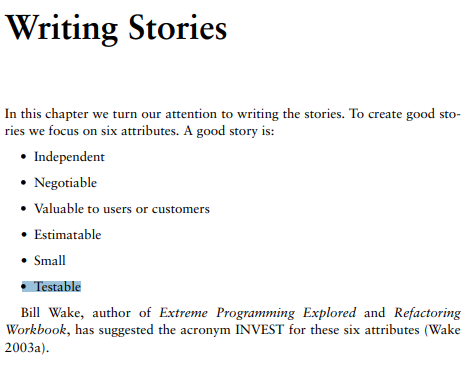 Writing Stories
In this chapter we turn our attention to writing the stories. To create good sto-
ries we focus on six attributes. A good story is:
• Independent
• Negotiable
• Valuable to users or customers
• Estimatable
• Small
• Testable
Bill Wake, author of Extreme Programming Explored and Refactoring
Workbook, has suggested the acronym INVEST for these six attributes (Wake
2003a).